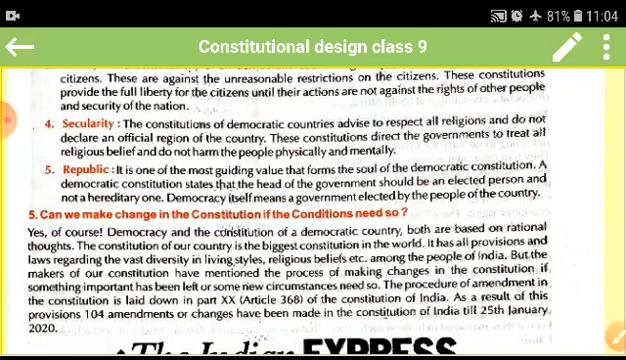 81% 11:04
Constitutional design class 9
citizens. These are against the unreasonable restrictions on the citizens. These constitutions
provide the full liberty for the citizens until their actions are not against the rights of other people
and security of the nation.
4. Secularity : The constitutions of democratic countries advise to respect all religions and do not
declare an official region of the country. These constitutions direct the governments to treat all
religious belief and do not harm the people physically and mentally.
5. Republic : It is one of the most guiding value that forms the soul of the democratic constitution. A
democratic constitution states that the head of the government should be an elected person and
not a hereditary one. Democracy itself means a government elected by the people of the country.
5. Can we make change in the Constitution if the Conditions need so ?
Yes, of course! Democracy and the constitution of a democratic country, both are based on rational
thoughts. The constitution of our country is the biggest constitution in the world. It has all provisions and
laws regarding the vast diversity in living styles, religious beliefs etc. among the people of India. But the
makers of our constitution have mentioned the process of making changes in the constitution if
something important has been left or some new circumstances need so. The procedure of amendment in
the constitution is laid down in part XX (Article 368) of the constitution of India. As a result of this
provisions 104 amendments or changes have been made in the constitution of India till 25th January,
2020.
The Indian EXPRESS